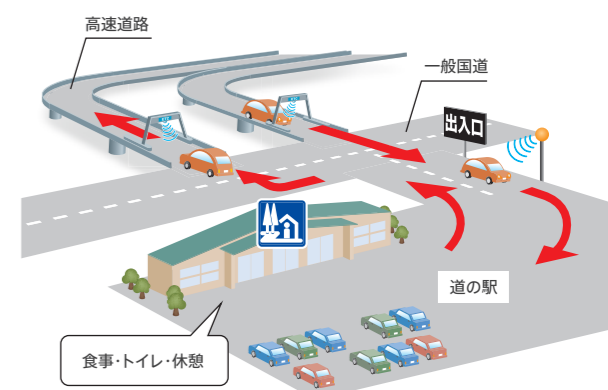 高速道路
一般国道
出入口
道の駅
食事・トイレ・休憩